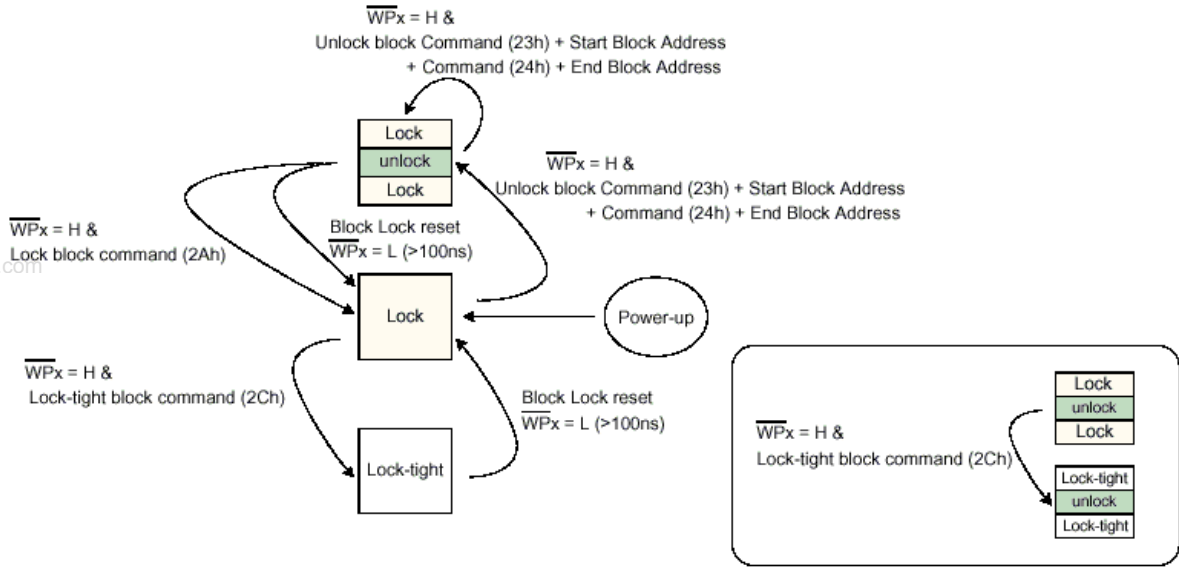 WPx = H &
Unlock block Command (23h) + Start Block Address
+ Command (24h) + End Block Address
Lock
unlock
Lock
WPx = H &
Unlock block Command (23h) + Start Block Address
+ Command (24h) + End Block Address
WPx = H &
Lock block command (2Ah)
com
Block Lock reset
WPx = L (>100ns)
Lock
Power-up
WPx = H &
Lock-tight block command (2Ch)
Block Lock reset
WPx = L (>100ns)
Lock-tight
WPx = H &
Lock-tight block command (2Ch)
Lock
unlock
Lock
Lock-tight
unlock
Lock-tight